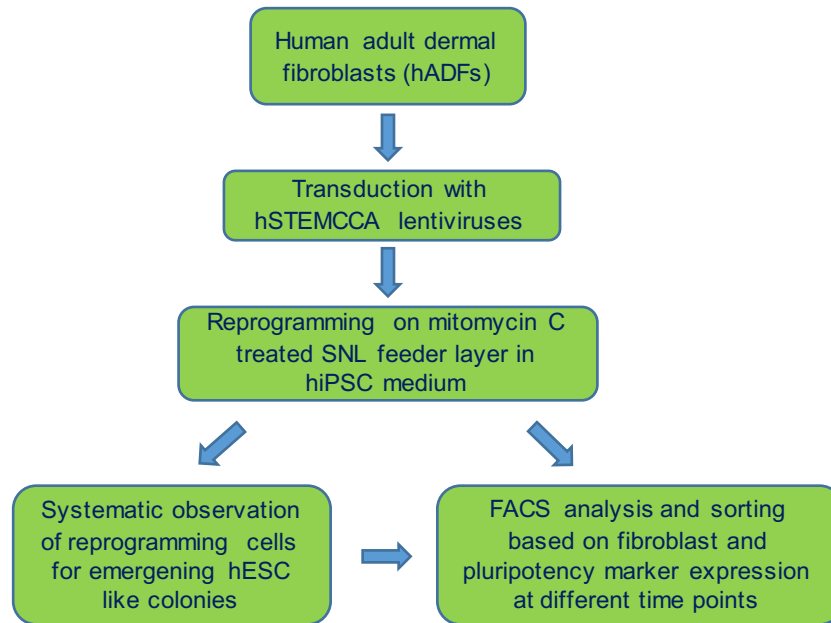 Human adult dermal
fibroblasts (hADFs)
Transduction with
hSTEMCCA lentiviruses
Reprogramming on mitomycin C
treated SNL feeder layer in
hiPSC medium
Systematic observation
of reprogramming cells
for emergening hESC
like colonies
FACS analysis and sorting
based on fibroblast and
pluripotency marker expression
at different time points